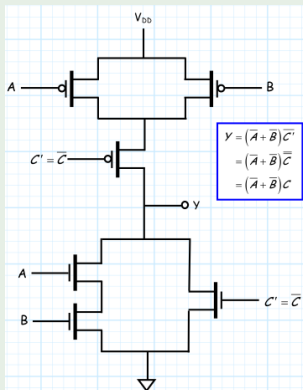 V_DD
A
B
C' = C̅
Y = (A̅ + B̅) C̅'̅
= (A̅ + B̅) C̿
= (A̅ + B̅) C
Y
A
B
C' = C̅